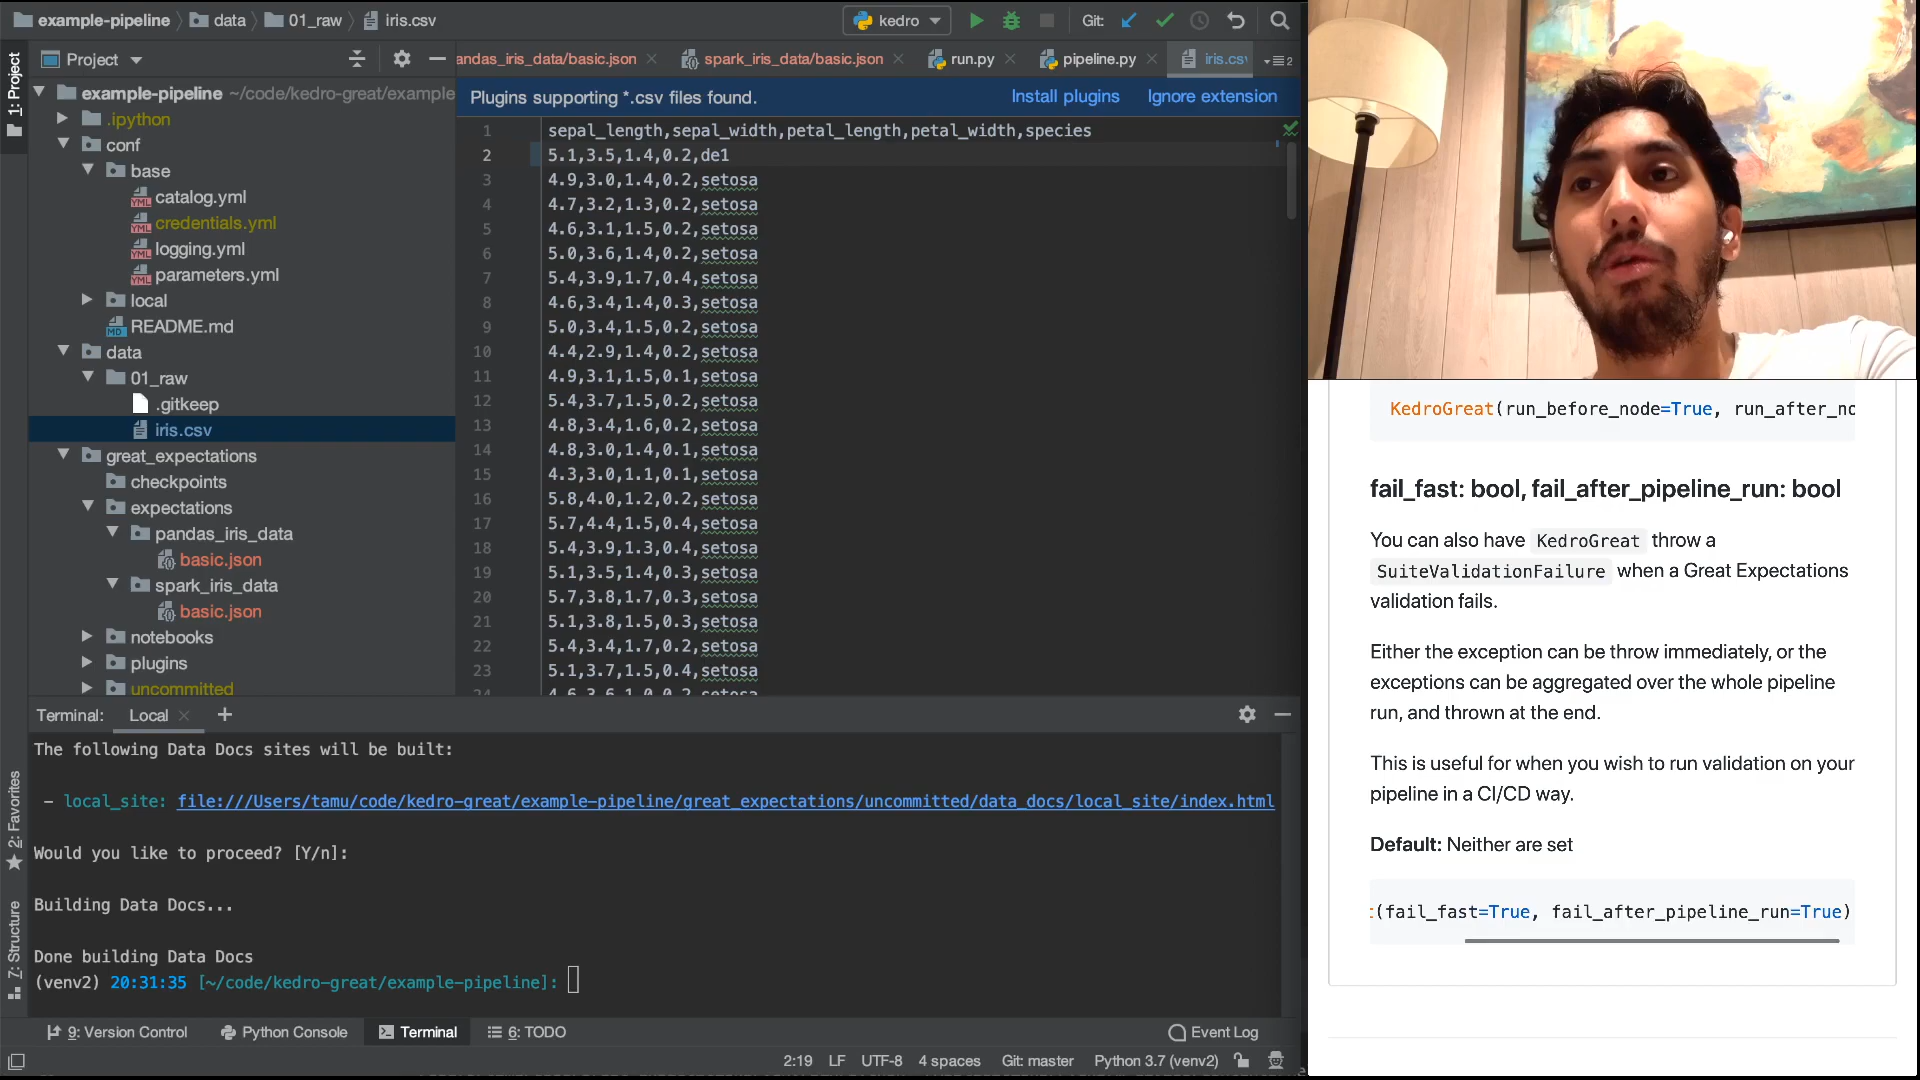 example-pipeline data 01_raw iris.csv
kedro
Git:
1: Project
Project
andas_iris_data/basic.json spark_iris_data/basic.json run.py pipeline.py iris.csv
2
example-pipeline ~/code/kedro-great/example
.ipython
conf
base
catalog.yml
credentials.yml
logging.yml
parameters.yml
local
README.md
data
01_raw
.gitkeep
iris.csv
great_expectations
checkpoints
expectations
pandas_iris_data
basic.json
spark_iris_data
basic.json
notebooks
plugins
uncommitted
Plugins supporting *.csv files found. Install plugins Ignore extension
1 sepal_length,sepal_width,petal_length,petal_width,species
2 5.1,3.5,1.4,0.2,de1
3 4.9,3.0,1.4,0.2,setosa
4 4.7,3.2,1.3,0.2,setosa
5 4.6,3.1,1.5,0.2,setosa
6 5.0,3.6,1.4,0.2,setosa
7 5.4,3.9,1.7,0.4,setosa
8 4.6,3.4,1.4,0.3,setosa
9 5.0,3.4,1.5,0.2,setosa
10 4.4,2.9,1.4,0.2,setosa
11 4.9,3.1,1.5,0.1,setosa
12 5.4,3.7,1.5,0.2,setosa
13 4.8,3.4,1.6,0.2,setosa
14 4.8,3.0,1.4,0.1,setosa
15 4.3,3.0,1.1,0.1,setosa
16 5.8,4.0,1.2,0.2,setosa
17 5.7,4.4,1.5,0.4,setosa
18 5.4,3.9,1.3,0.4,setosa
19 5.1,3.5,1.4,0.3,setosa
20 5.7,3.8,1.7,0.3,setosa
21 5.1,3.8,1.5,0.3,setosa
22 5.4,3.4,1.7,0.2,setosa
23 5.1,3.7,1.5,0.4,setosa
24 4.6,3.6,1.0,0.2,setosa
Terminal: Local
The following Data Docs sites will be built:
- local_site: file:///Users/tamu/code/kedro-great/example-pipeline/great_expectations/uncommitted/data_docs/local_site/index.html
Would you like to proceed? [Y/n]:
Building Data Docs...
Done building Data Docs
(venv2) 20:31:35 [~/code/kedro-great/example-pipeline]:
2: Favorites
7: Structure
9: Version Control Python Console Terminal 6: TODO Event Log
2:19 LF UTF-8 4 spaces Git: master Python 3.7 (venv2)
KedroGreat(run_before_node=True, run_after_no
fail_fast: bool, fail_after_pipeline_run: bool
You can also have KedroGreat throw a
SuiteValidationFailure when a Great Expectations
validation fails.
Either the exception can be throw immediately, or the
exceptions can be aggregated over the whole pipeline
run, and thrown at the end.
This is useful for when you wish to run validation on your
pipeline in a CI/CD way.
Default: Neither are set
(fail_fast=True, fail_after_pipeline_run=True)